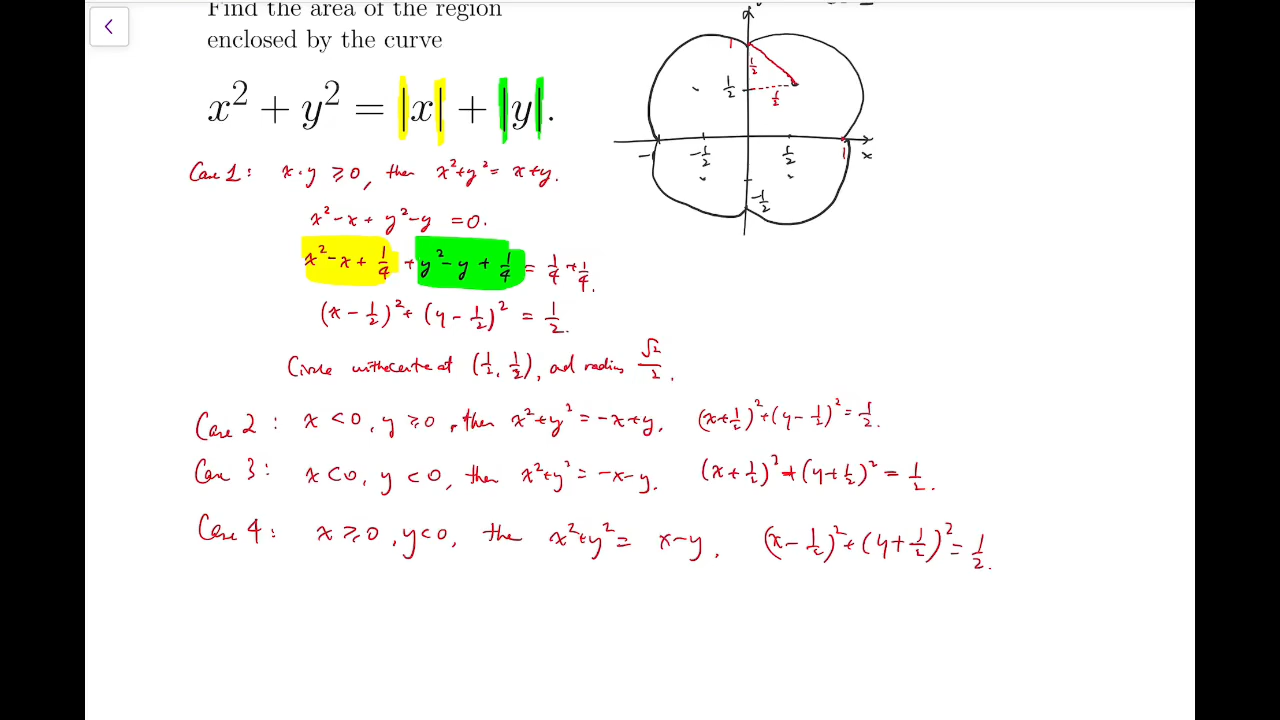 Find the area of the region
enclosed by the curve
x² + y² = |x| + |y|.
Case 1: x, y ≥ 0, then x²+y² = x+y.
x² - x + y² - y = 0.
x² - x + 1/4 + y² - y + 1/4 = 1/4 + 1/4.
(x - 1/2)² + (y - 1/2)² = 1/2.
Circle with centre at (1/2, 1/2), and radius √2/2.
Case 2: x < 0, y ≥ 0, then x²+y² = -x+y, (x+1/2)²+(y-1/2)² = 1/2.
Case 3: x < 0, y < 0, then x²+y² = -x-y. (x+1/2)²+(y+1/2)² = 1/2.
Case 4: x ≥ 0, y < 0, then x²+y² = x-y, (x-1/2)²+(y+1/2)² = 1/2.
1
1/2
1/2
1/2
-1
-1/2
1/2
1
x
-1/2